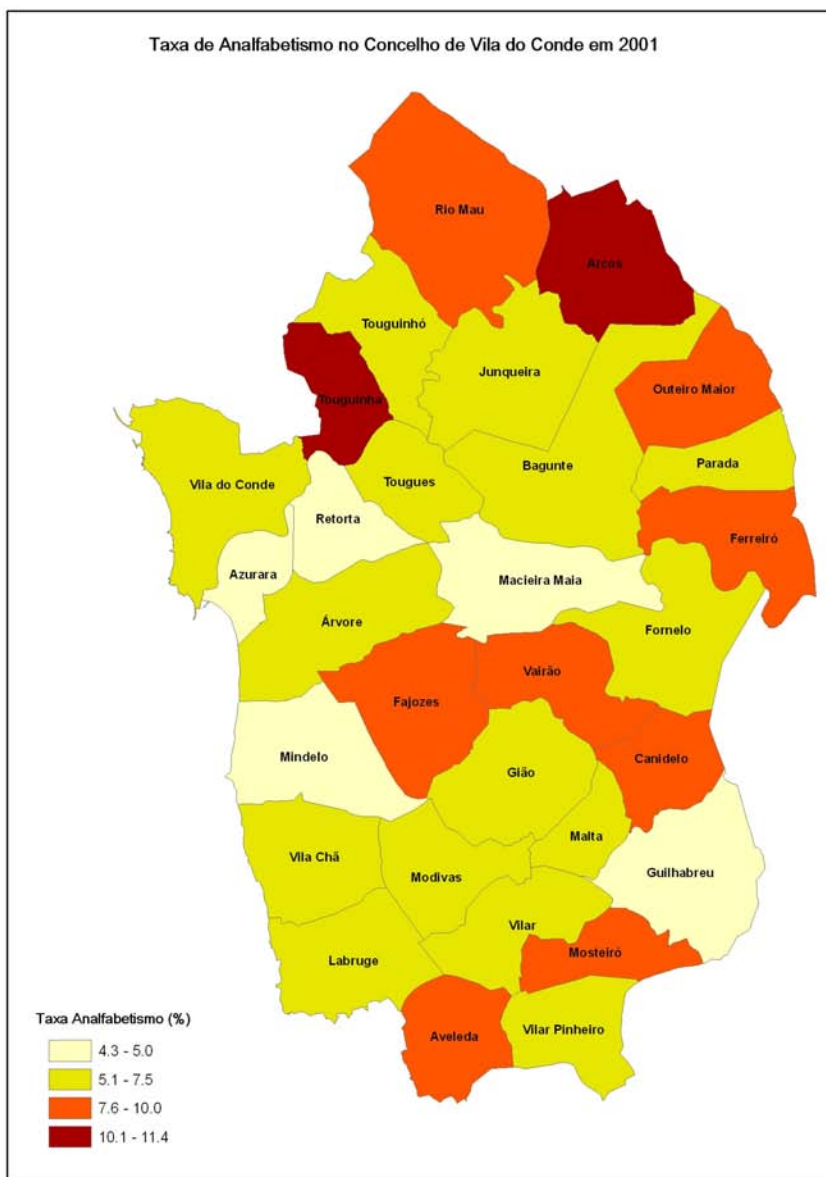 Taxa de Analfabetismo no Concelho de Vila do Conde em 2001
Rio Mau
Arcos
Touguinhó
Junqueira
Outeiro Maior
Touguinha
Bagunte
Parada
Vila do Conde
Tougues
Retorta
Ferreiró
Azurara
Macieira Maia
Árvore
Fornelo
Vairão
Fajozes
Mindelo
Canidelo
Gião
Malta
Vila Chã
Guilhabreu
Modivas
Vilar
Mosteiró
Labruge
Aveleda
Vilar Pinheiro
Taxa Analfabetismo (%)
4.3 - 5.0
5.1 - 7.5
7.6 - 10.0
10.1 - 11.4